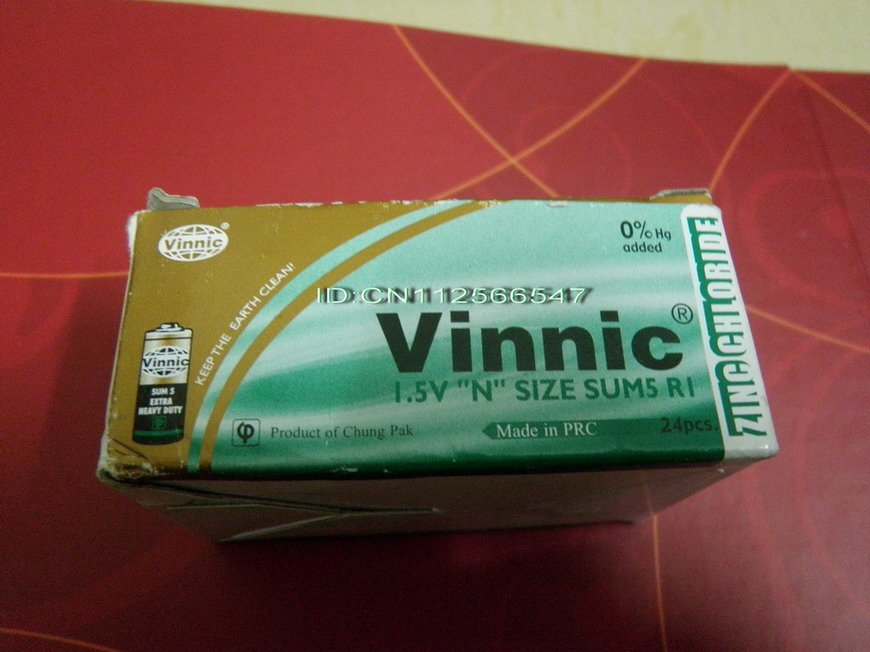 Vinnic®
KEEP THE EARTH CLEAN!
Vinnic
SUM 5
EXTRA
HEAVY DUTY
0% Hg
added
ID:CN1112566547
Vinnic®
1.5V "N" SIZE SUM5 R1
Product of Chung Pak
Made in PRC
24pcs.
ZINC CHLORIDE